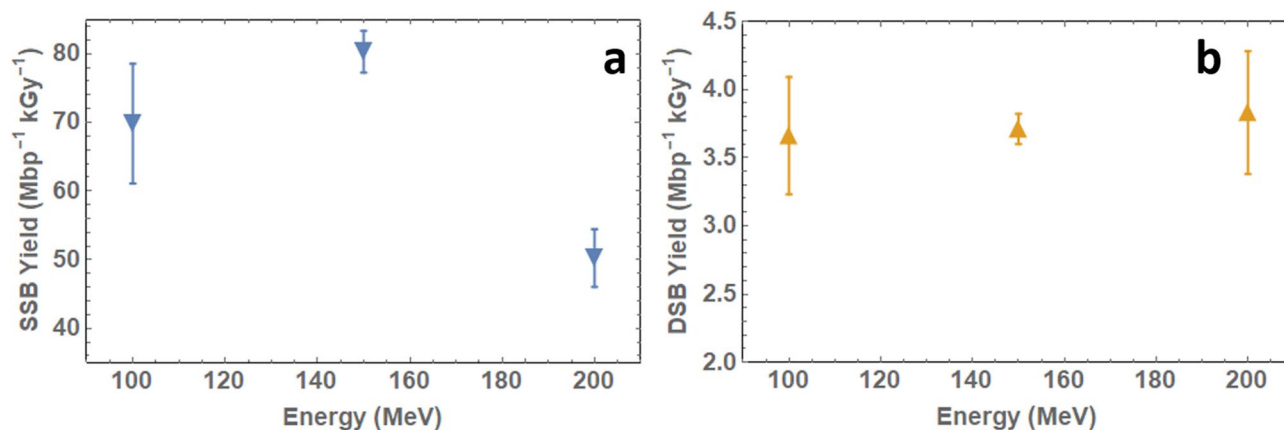 a
80
70
60
50
40
SSB Yield (Mbp⁻¹ kGy⁻¹)
100 120 140 160 180 200
Energy (MeV)
b
4.5
4.0
3.5
3.0
2.5
2.0
DSB Yield (Mbp⁻¹ kGy⁻¹)
100 120 140 160 180 200
Energy (MeV)